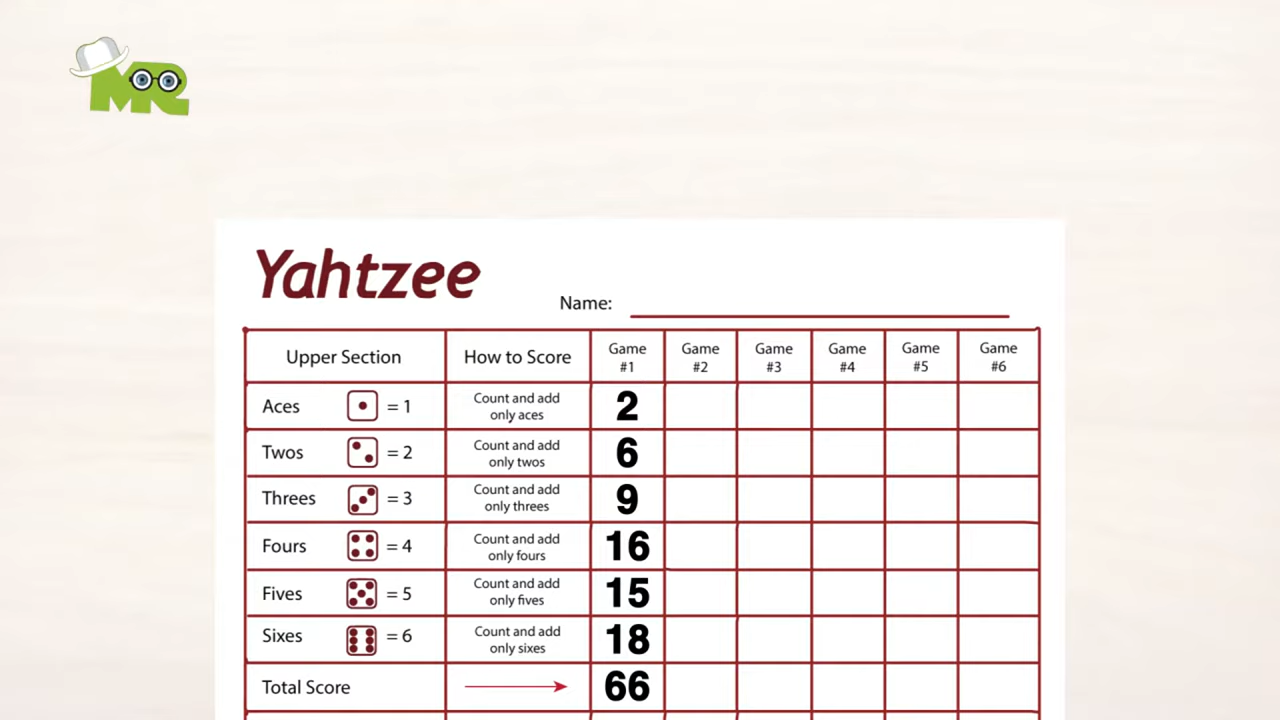 MR
Yahtzee
Name:
Upper Section How to Score Game #1 Game #2 Game #3 Game #4 Game #5 Game #6
Aces = 1 Count and add only aces 2
Twos = 2 Count and add only twos 6
Threes = 3 Count and add only threes 9
Fours = 4 Count and add only fours 16
Fives = 5 Count and add only fives 15
Sixes = 6 Count and add only sixes 18
Total Score 66